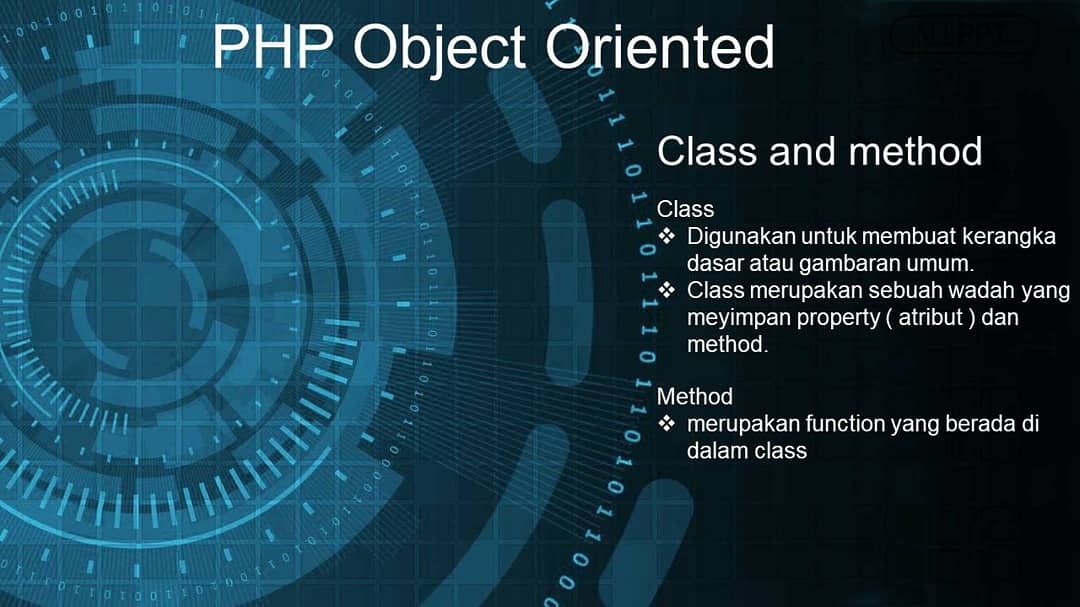 PHP Object Oriented
ALLPPT
Class and method
Class
❖ Digunakan untuk membuat kerangka
dasar atau gambaran umum.
❖ Class merupakan sebuah wadah yang
meyimpan property ( atribut ) dan
method.
Method
❖ merupakan function yang berada di
dalam class